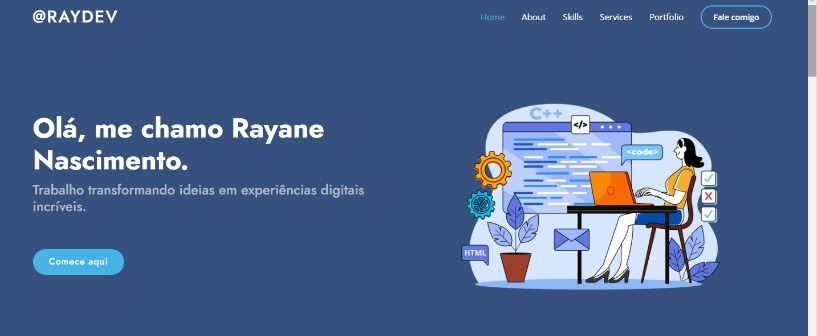 @RAYDEV
Home About Skills Services Portfolio Fale comigo
Olá, me chamo Rayane
Nascimento.
Trabalho transformando ideias em experiências digitais
incríveis.
Comece aqui
C++
</>
<code>
HTML